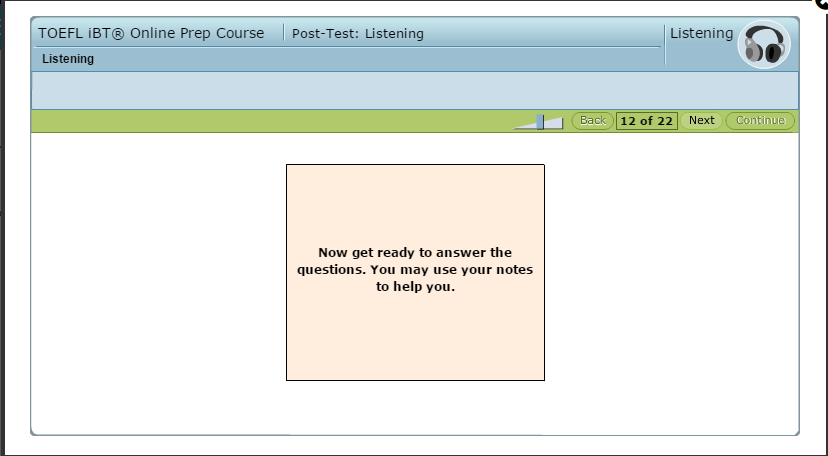 TOEFL iBT® Online Prep Course
Post-Test: Listening
Listening
Listening
Back
12 of 22
Next
Continue
Now get ready to answer the
questions. You may use your notes
to help you.